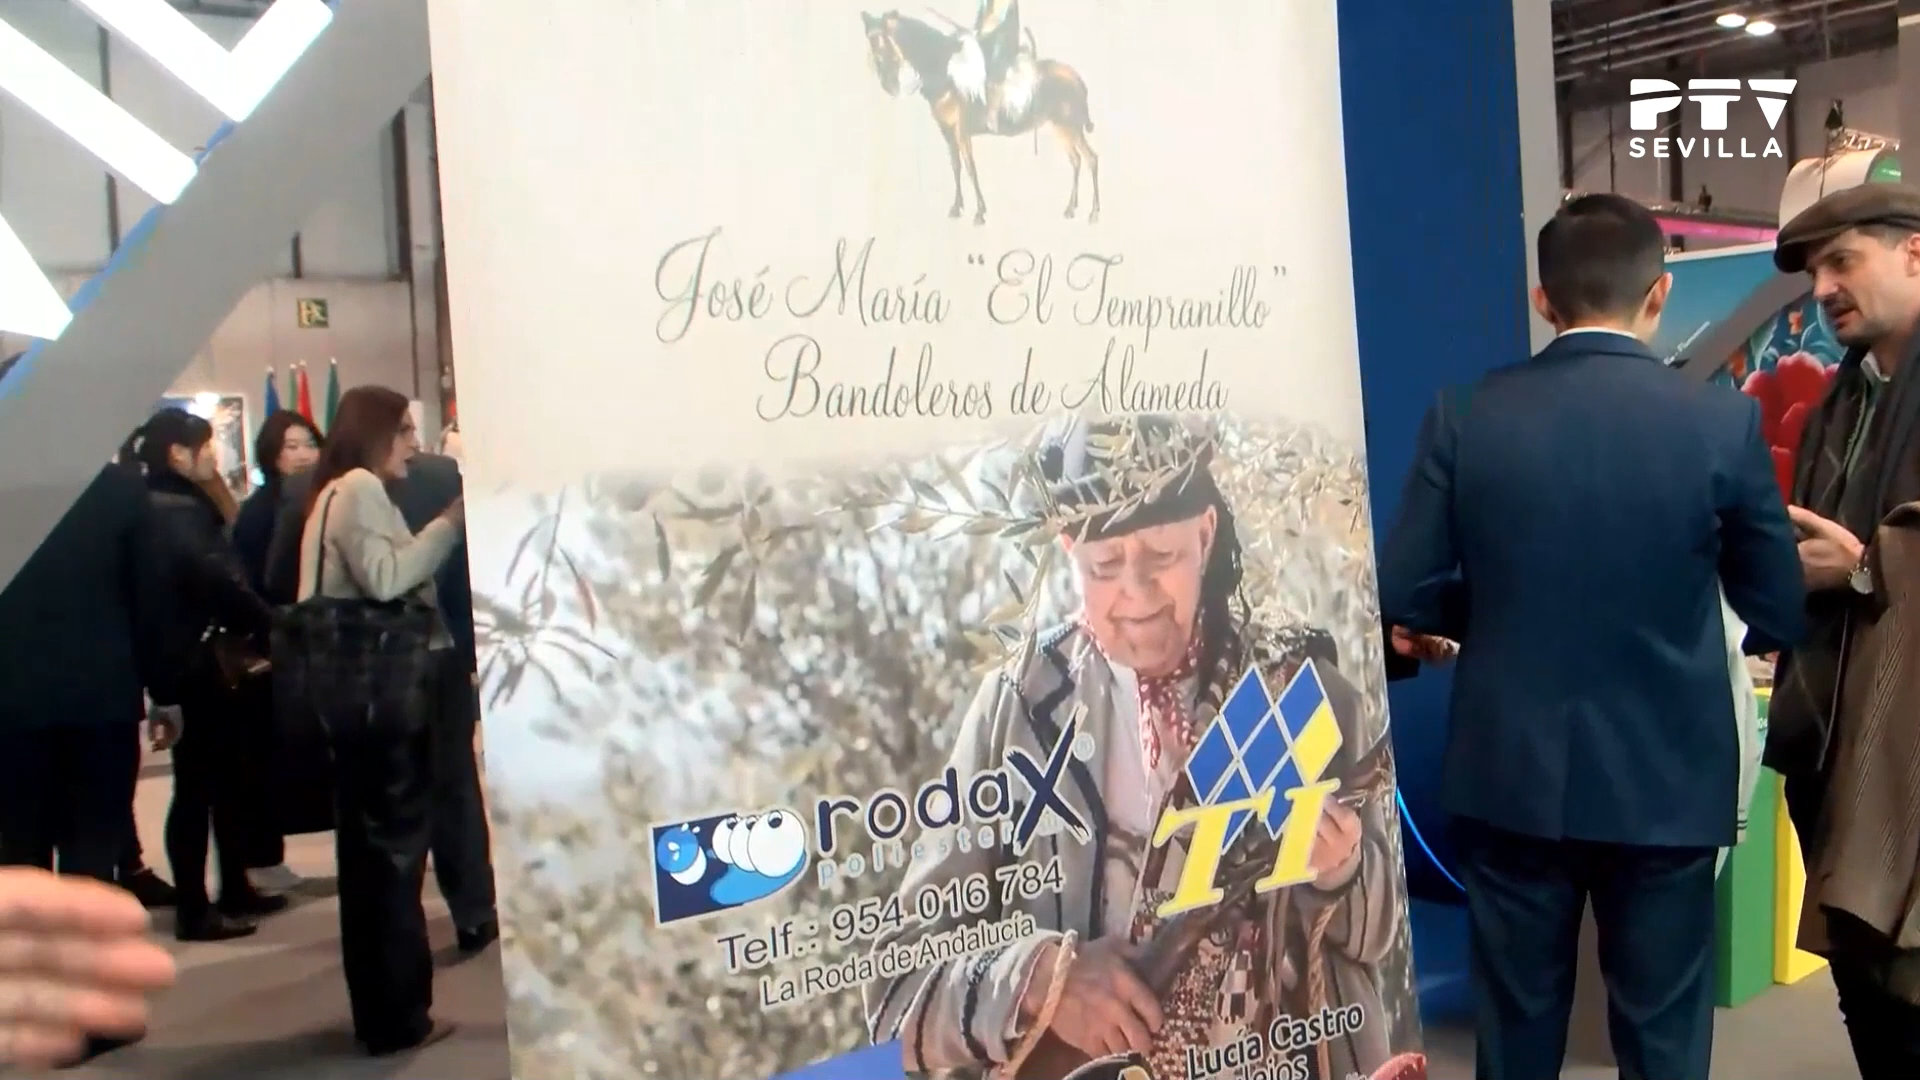 PTV
SEVILLA
José María "El Tempranillo"
Bandoleros de Alameda
rodaX®
poliester
TI
Telf.: 954 016 784
La Roda de Andalucía
Lucía Castro